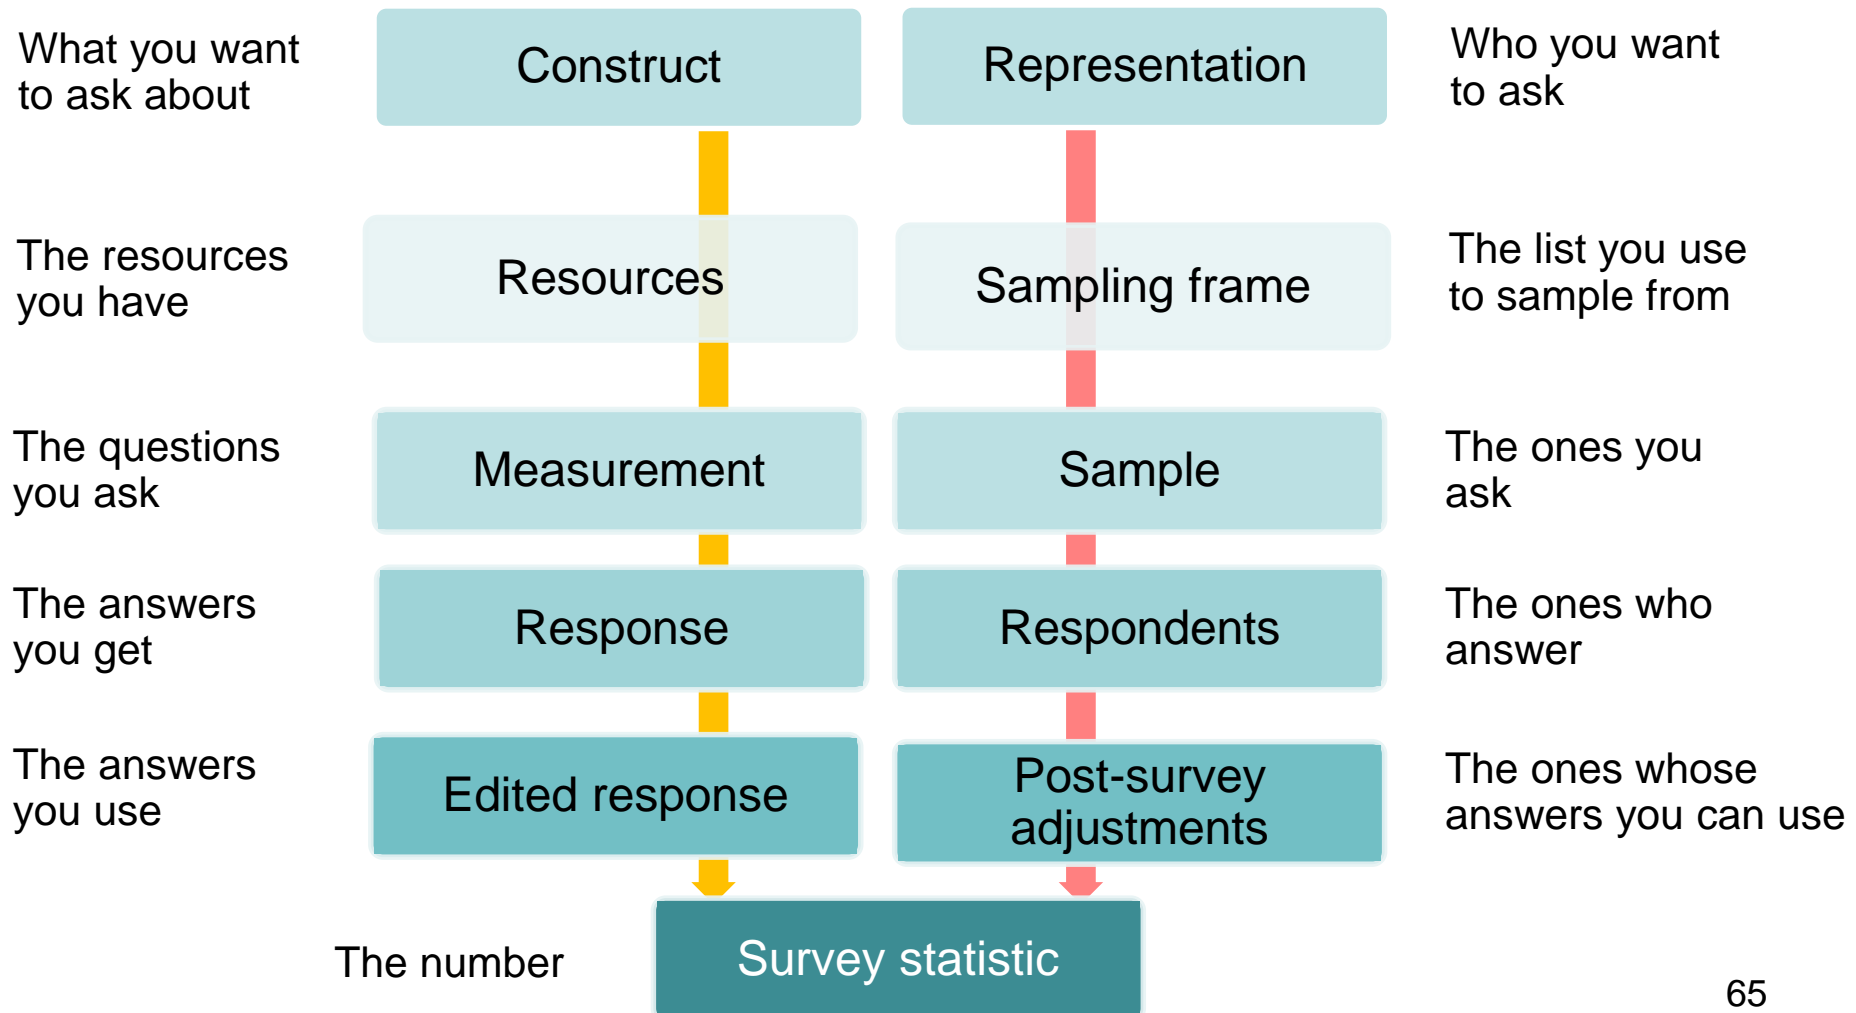 What you want
to ask about
Construct
Representation
Who you want
to ask
The resources
you have
Resources
Sampling frame
The list you use
to sample from
The questions
you ask
Measurement
Sample
The ones you
ask
The answers
you get
Response
Respondents
The ones who
answer
The answers
you use
Edited response
Post-survey
adjustments
The ones whose
answers you can use
The number
Survey statistic
65